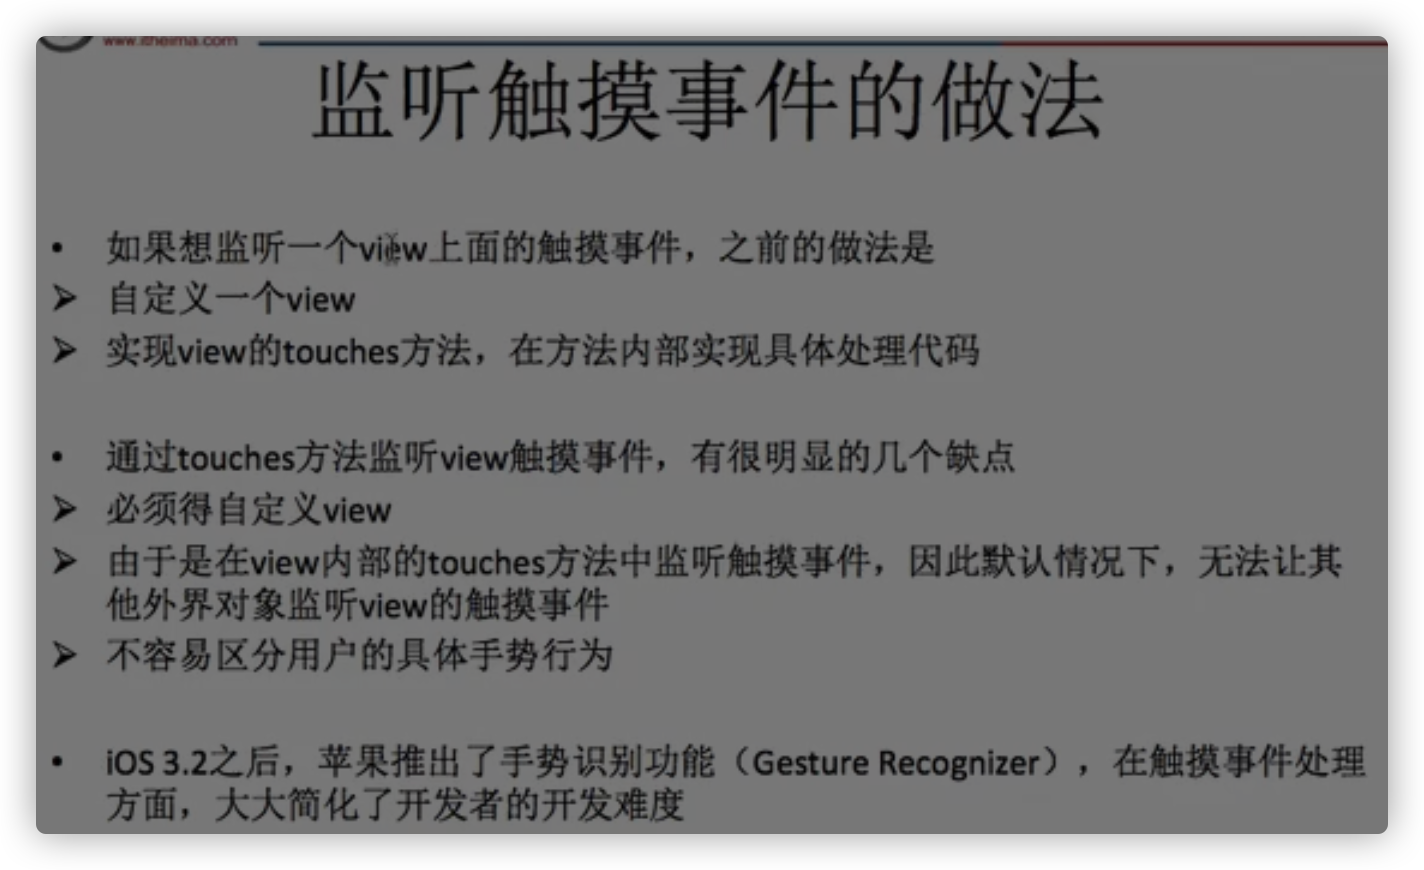 www.itheima.com
监听触摸事件的做法
• 如果想监听一个view上面的触摸事件，之前的做法是
➢ 自定义一个view
➢ 实现view的touches方法，在方法内部实现具体处理代码
• 通过touches方法监听view触摸事件，有很明显的几个缺点
➢ 必须得自定义view
➢ 由于是在view内部的touches方法中监听触摸事件，因此默认情况下，无法让其
他外界对象监听view的触摸事件
➢ 不容易区分用户的具体手势行为
• iOS 3.2之后，苹果推出了手势识别功能（Gesture Recognizer），在触摸事件处理
方面，大大简化了开发者的开发难度